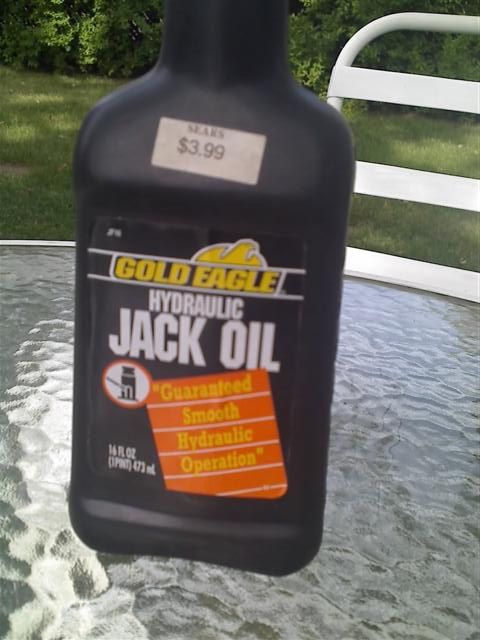 SEARS
$3.99
JF16
GOLD EAGLE
HYDRAULIC
JACK OIL
"Guaranteed
Smooth
Hydraulic
Operation"
16 FL OZ
(1 PINT) 473 mL